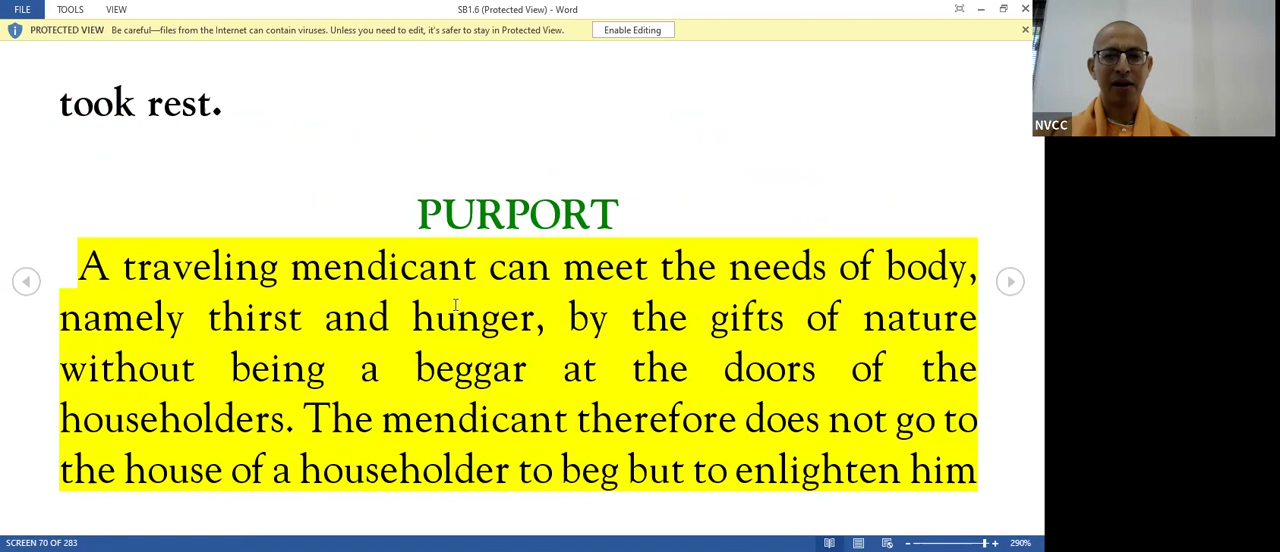 FILE TOOLS VIEW SB1.6 (Protected View) - Word
PROTECTED VIEW Be careful—files from the Internet can contain viruses. Unless you need to edit, it's safer to stay in Protected View. Enable Editing
took rest.
NVCC
PURPORT
A traveling mendicant can meet the needs of body,
namely thirst and hunger, by the gifts of nature
without being a beggar at the doors of the
householders. The mendicant therefore does not go to
the house of a householder to beg but to enlighten him
SCREEN 70 OF 283 290%